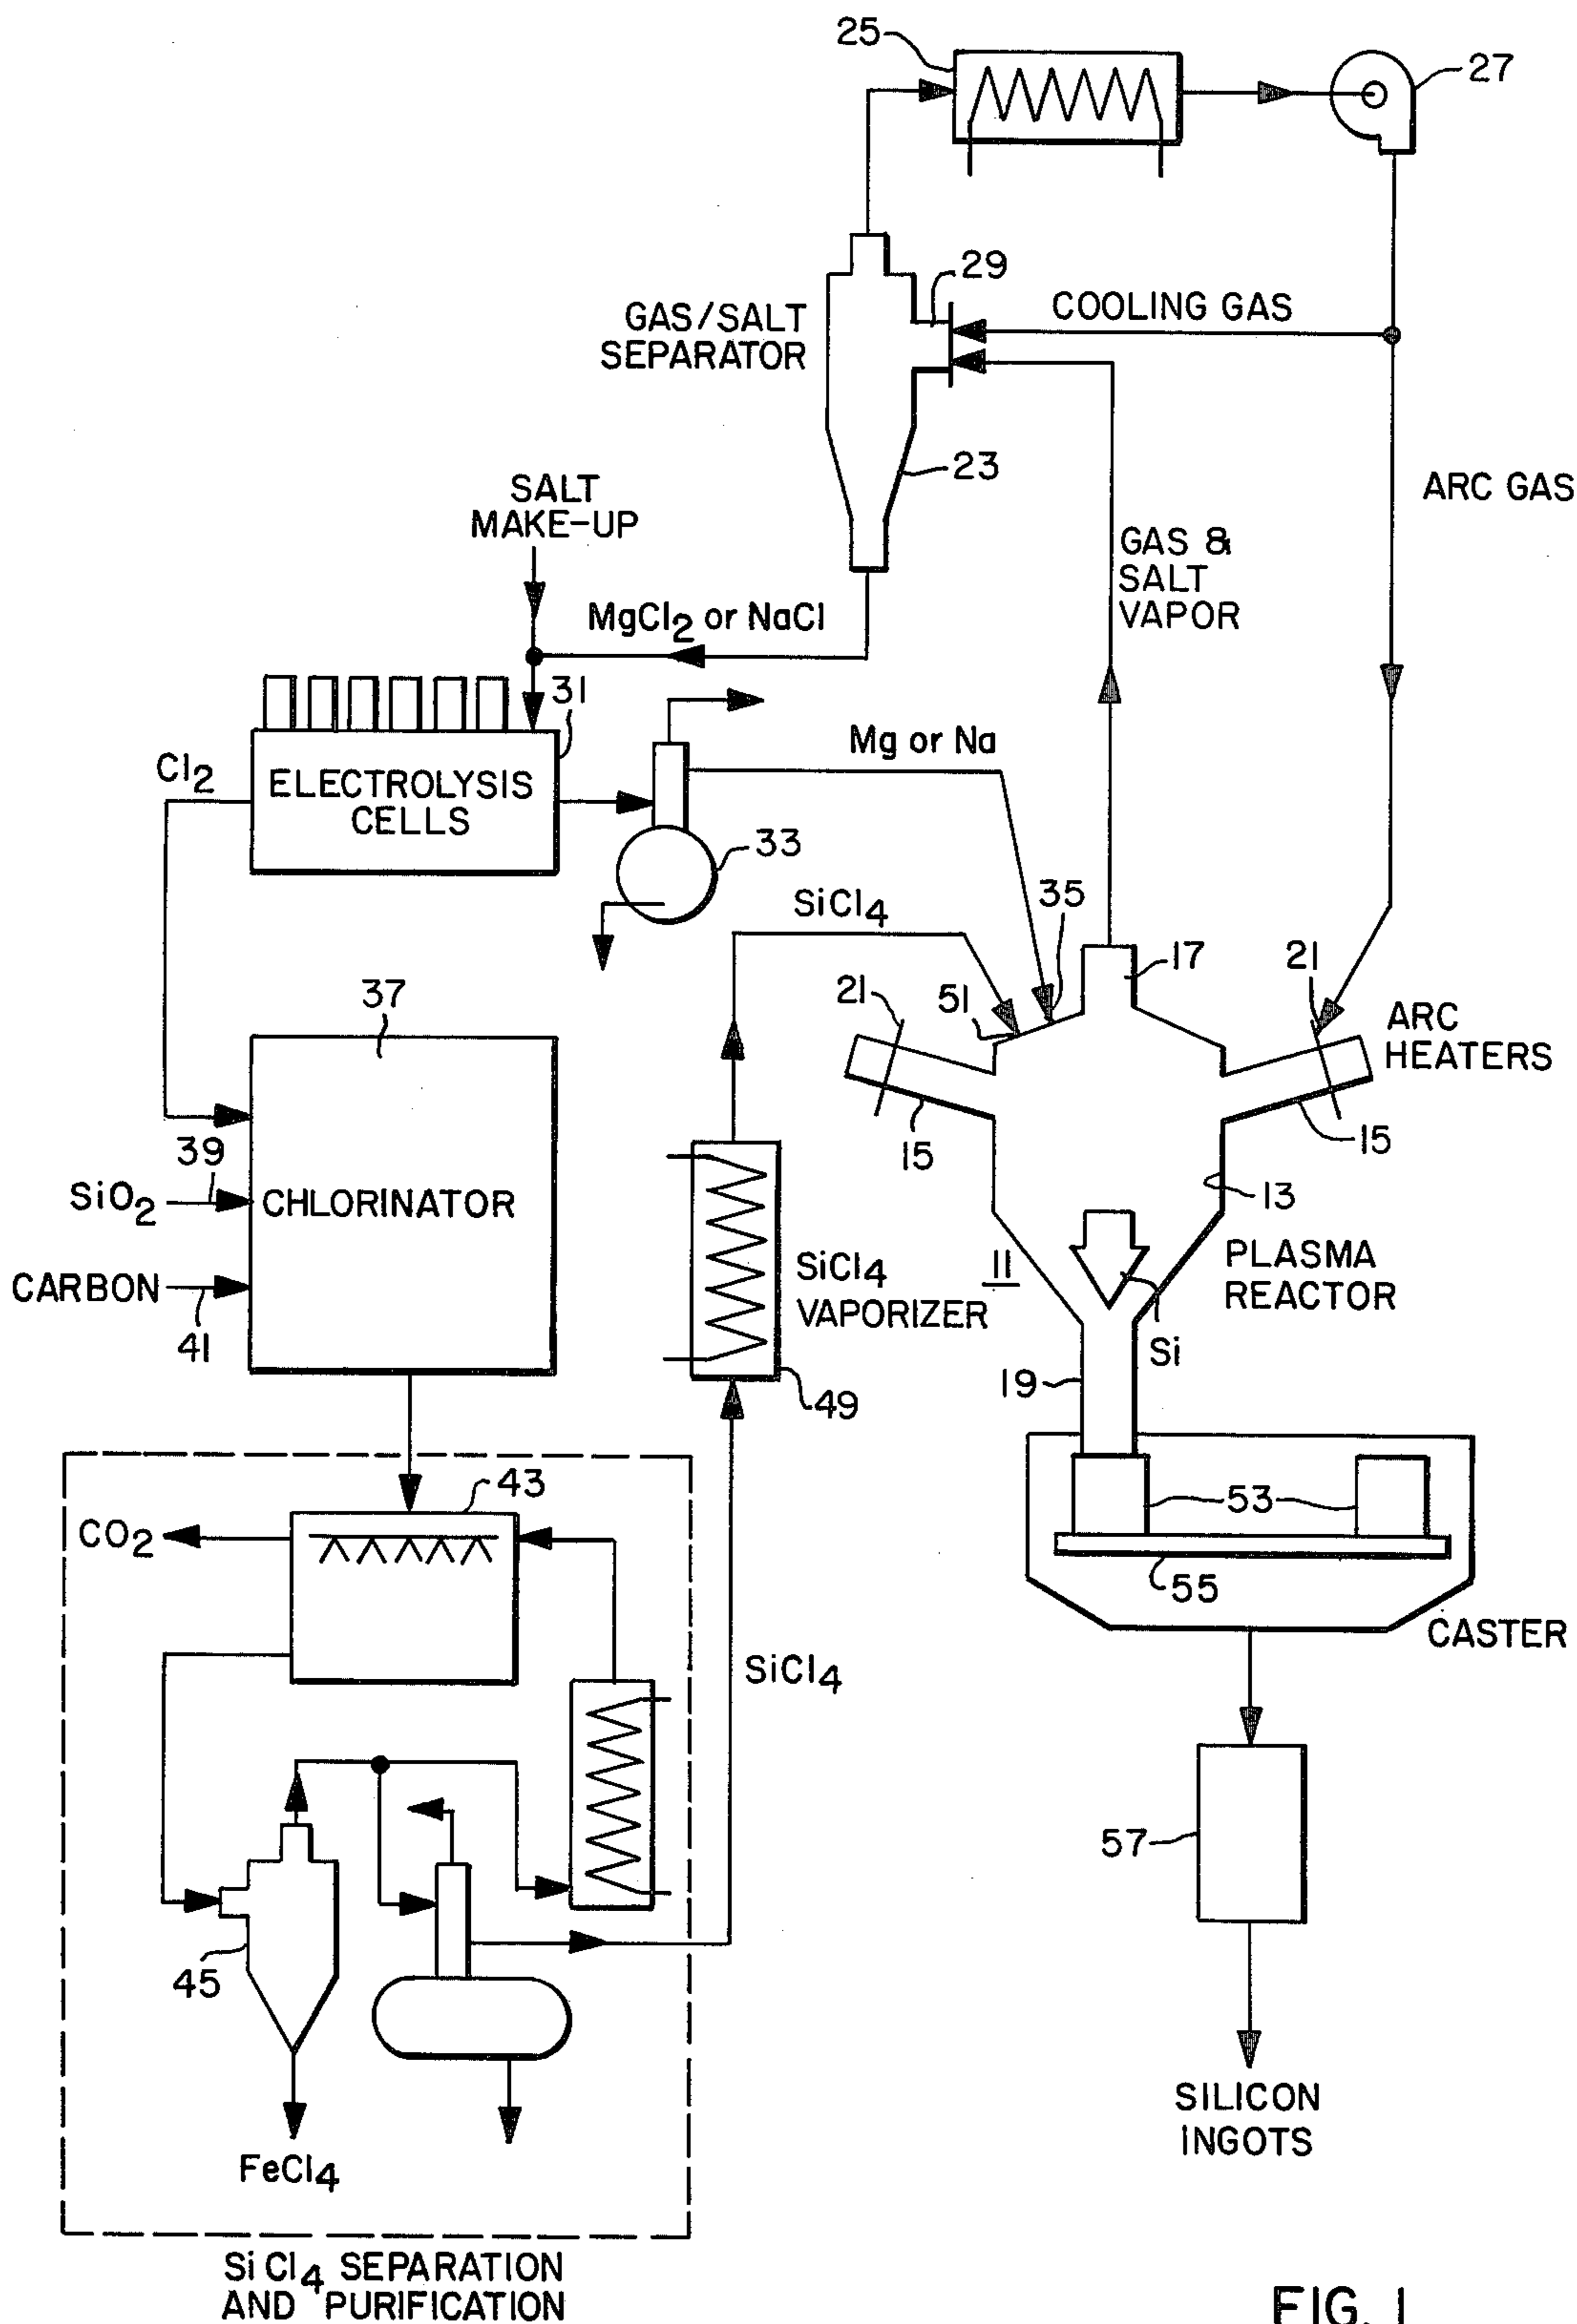 25
27
29
COOLING GAS
GAS/SALT
SEPARATOR
23
ARC GAS
SALT
MAKE-UP
GAS &
SALT
VAPOR
MgCl2 or NaCl
31
Mg or Na
Cl2
ELECTROLYSIS
CELLS
33
SiCl4
35
17
21
51
21
37
ARC
HEATERS
15
15
39
SiO2
CHLORINATOR
13
CARBON
41
SiCl4
VAPORIZER
11
PLASMA
REACTOR
Si
19
49
43
53
CO2
55
CASTER
SiCl4
57
45
SILICON
INGOTS
FeCl4
SiCl4 SEPARATION
AND PURIFICATION
FIG. 1